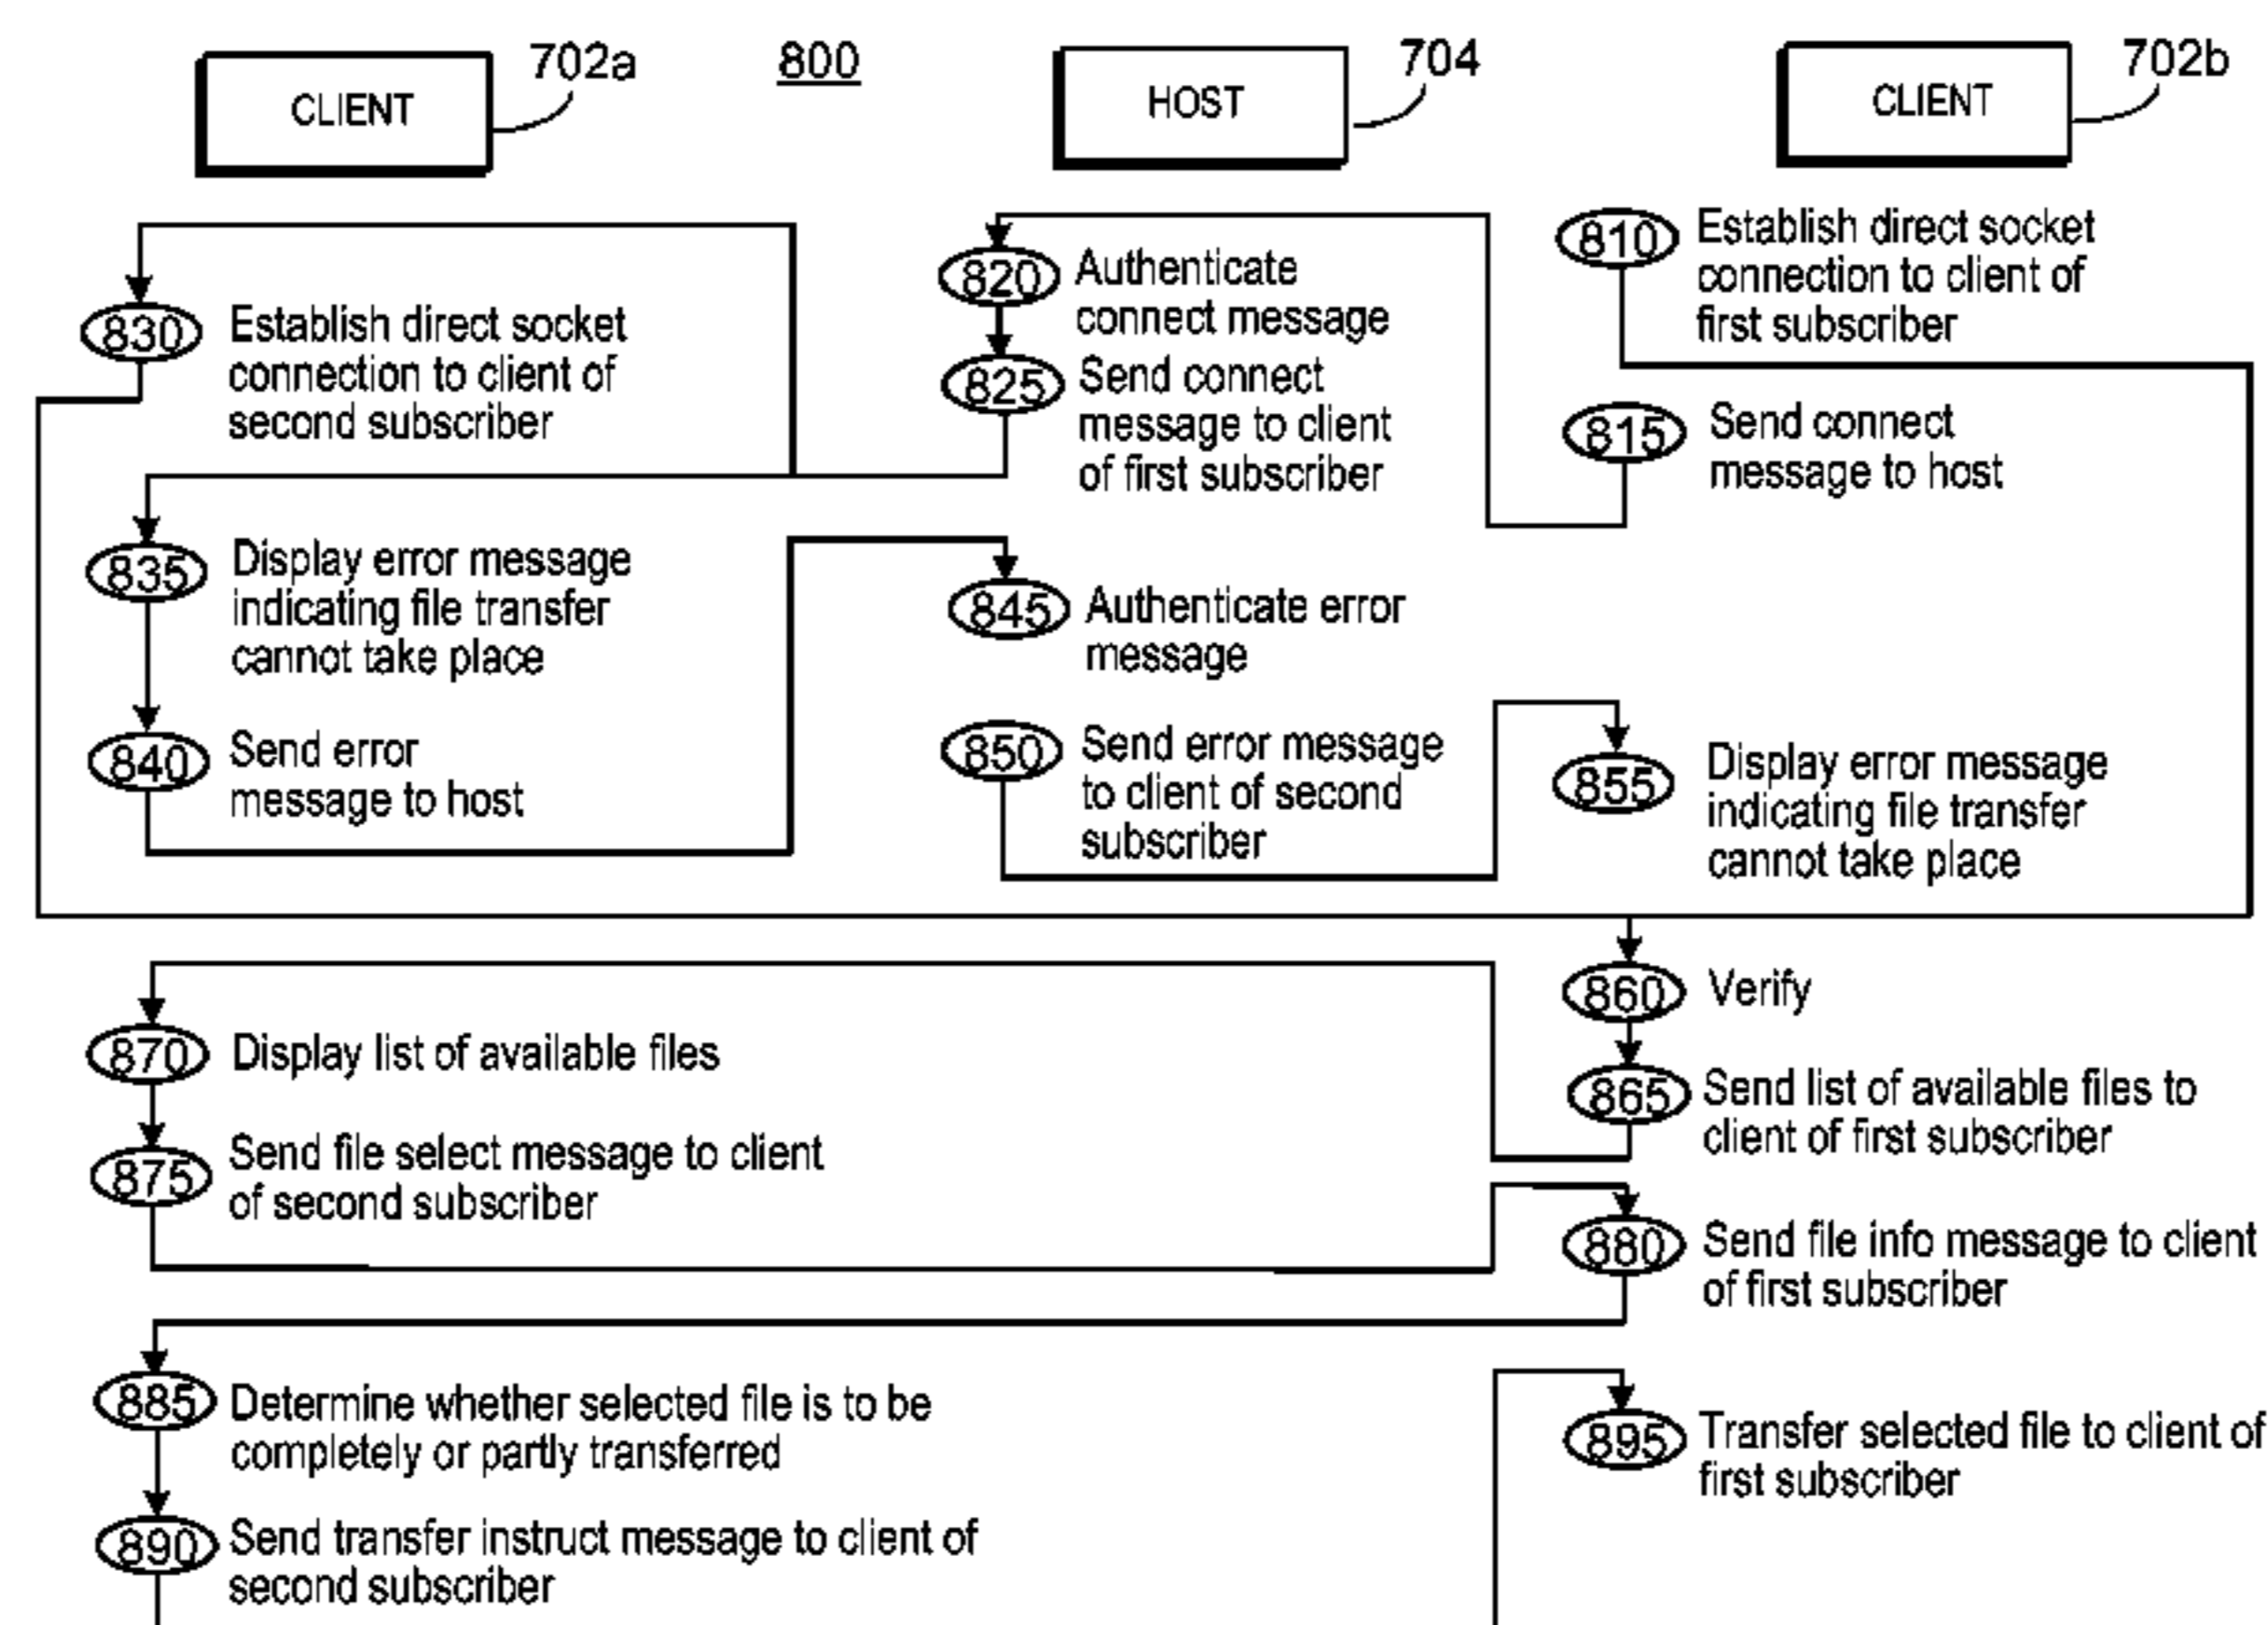 702a
800
704
702b
CLIENT
HOST
CLIENT
810 Establish direct socket
connection to client of
first subscriber
820 Authenticate
connect message
830 Establish direct socket
connection to client of
second subscriber
825 Send connect
message to client
of first subscriber
815 Send connect
message to host
835 Display error message
indicating file transfer
cannot take place
845 Authenticate error
message
840 Send error
message to host
850 Send error message
to client of second
subscriber
855 Display error message
indicating file transfer
cannot take place
860 Verify
870 Display list of available files
865 Send list of available files to
client of first subscriber
875 Send file select message to client
of second subscriber
880 Send file info message to client
of first subscriber
885 Determine whether selected file is to be
completely or partly transferred
895 Transfer selected file to client of
first subscriber
890 Send transfer instruct message to client of
second subscriber